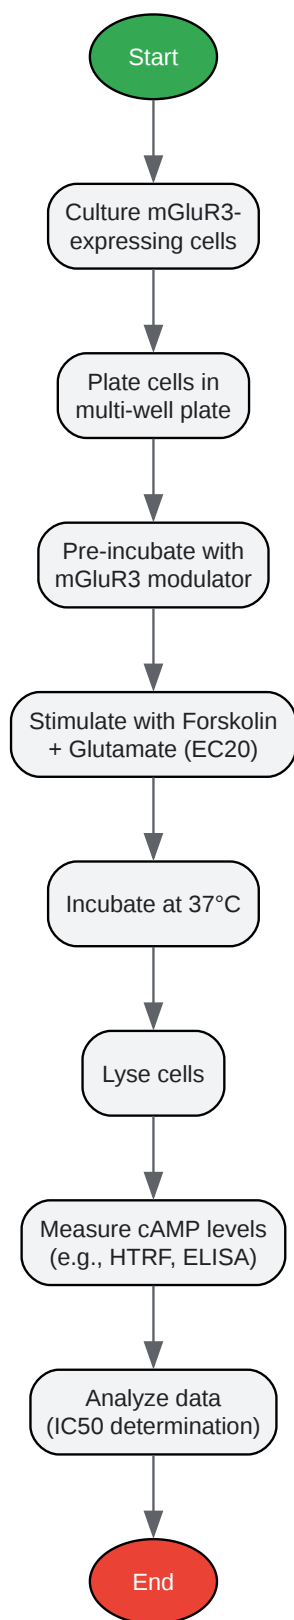 Start
Culture mGluR3-
expressing cells
Plate cells in
multi-well plate
Pre-incubate with
mGluR3 modulator
Stimulate with Forskolin
+ Glutamate (EC20)
Incubate at 37°C
Lyse cells
Measure cAMP levels
(e.g., HTRF, ELISA)
Analyze data
(IC50 determination)
End